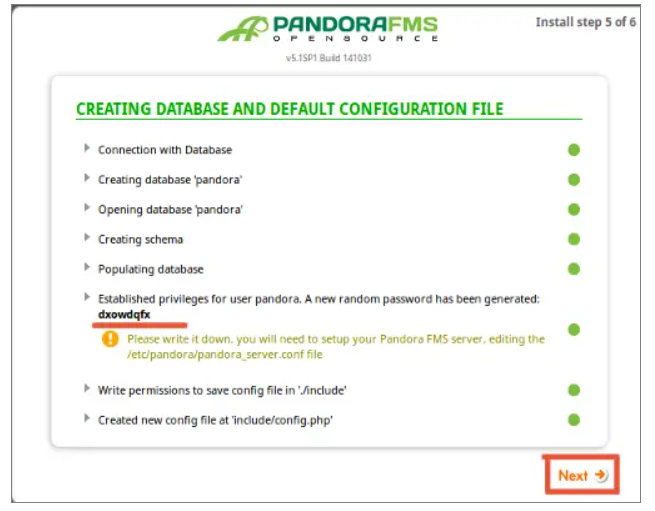 PANDORAFMS
OPENSOURCE
Install step 5 of 6
v5.1SP1 Build 141031
CREATING DATABASE AND DEFAULT CONFIGURATION FILE
Connection with Database
Creating database 'pandora'
Opening database 'pandora'
Creating schema
Populating database
Established privileges for user pandora. A new random password has been generated:
dxowdqfx
Please write it down, you will need to setup your Pandora FMS server, editing the
/etc/pandora/pandora_server.conf file
Write permissions to save config file in './include'
Created new config file at 'include/config.php'
Next